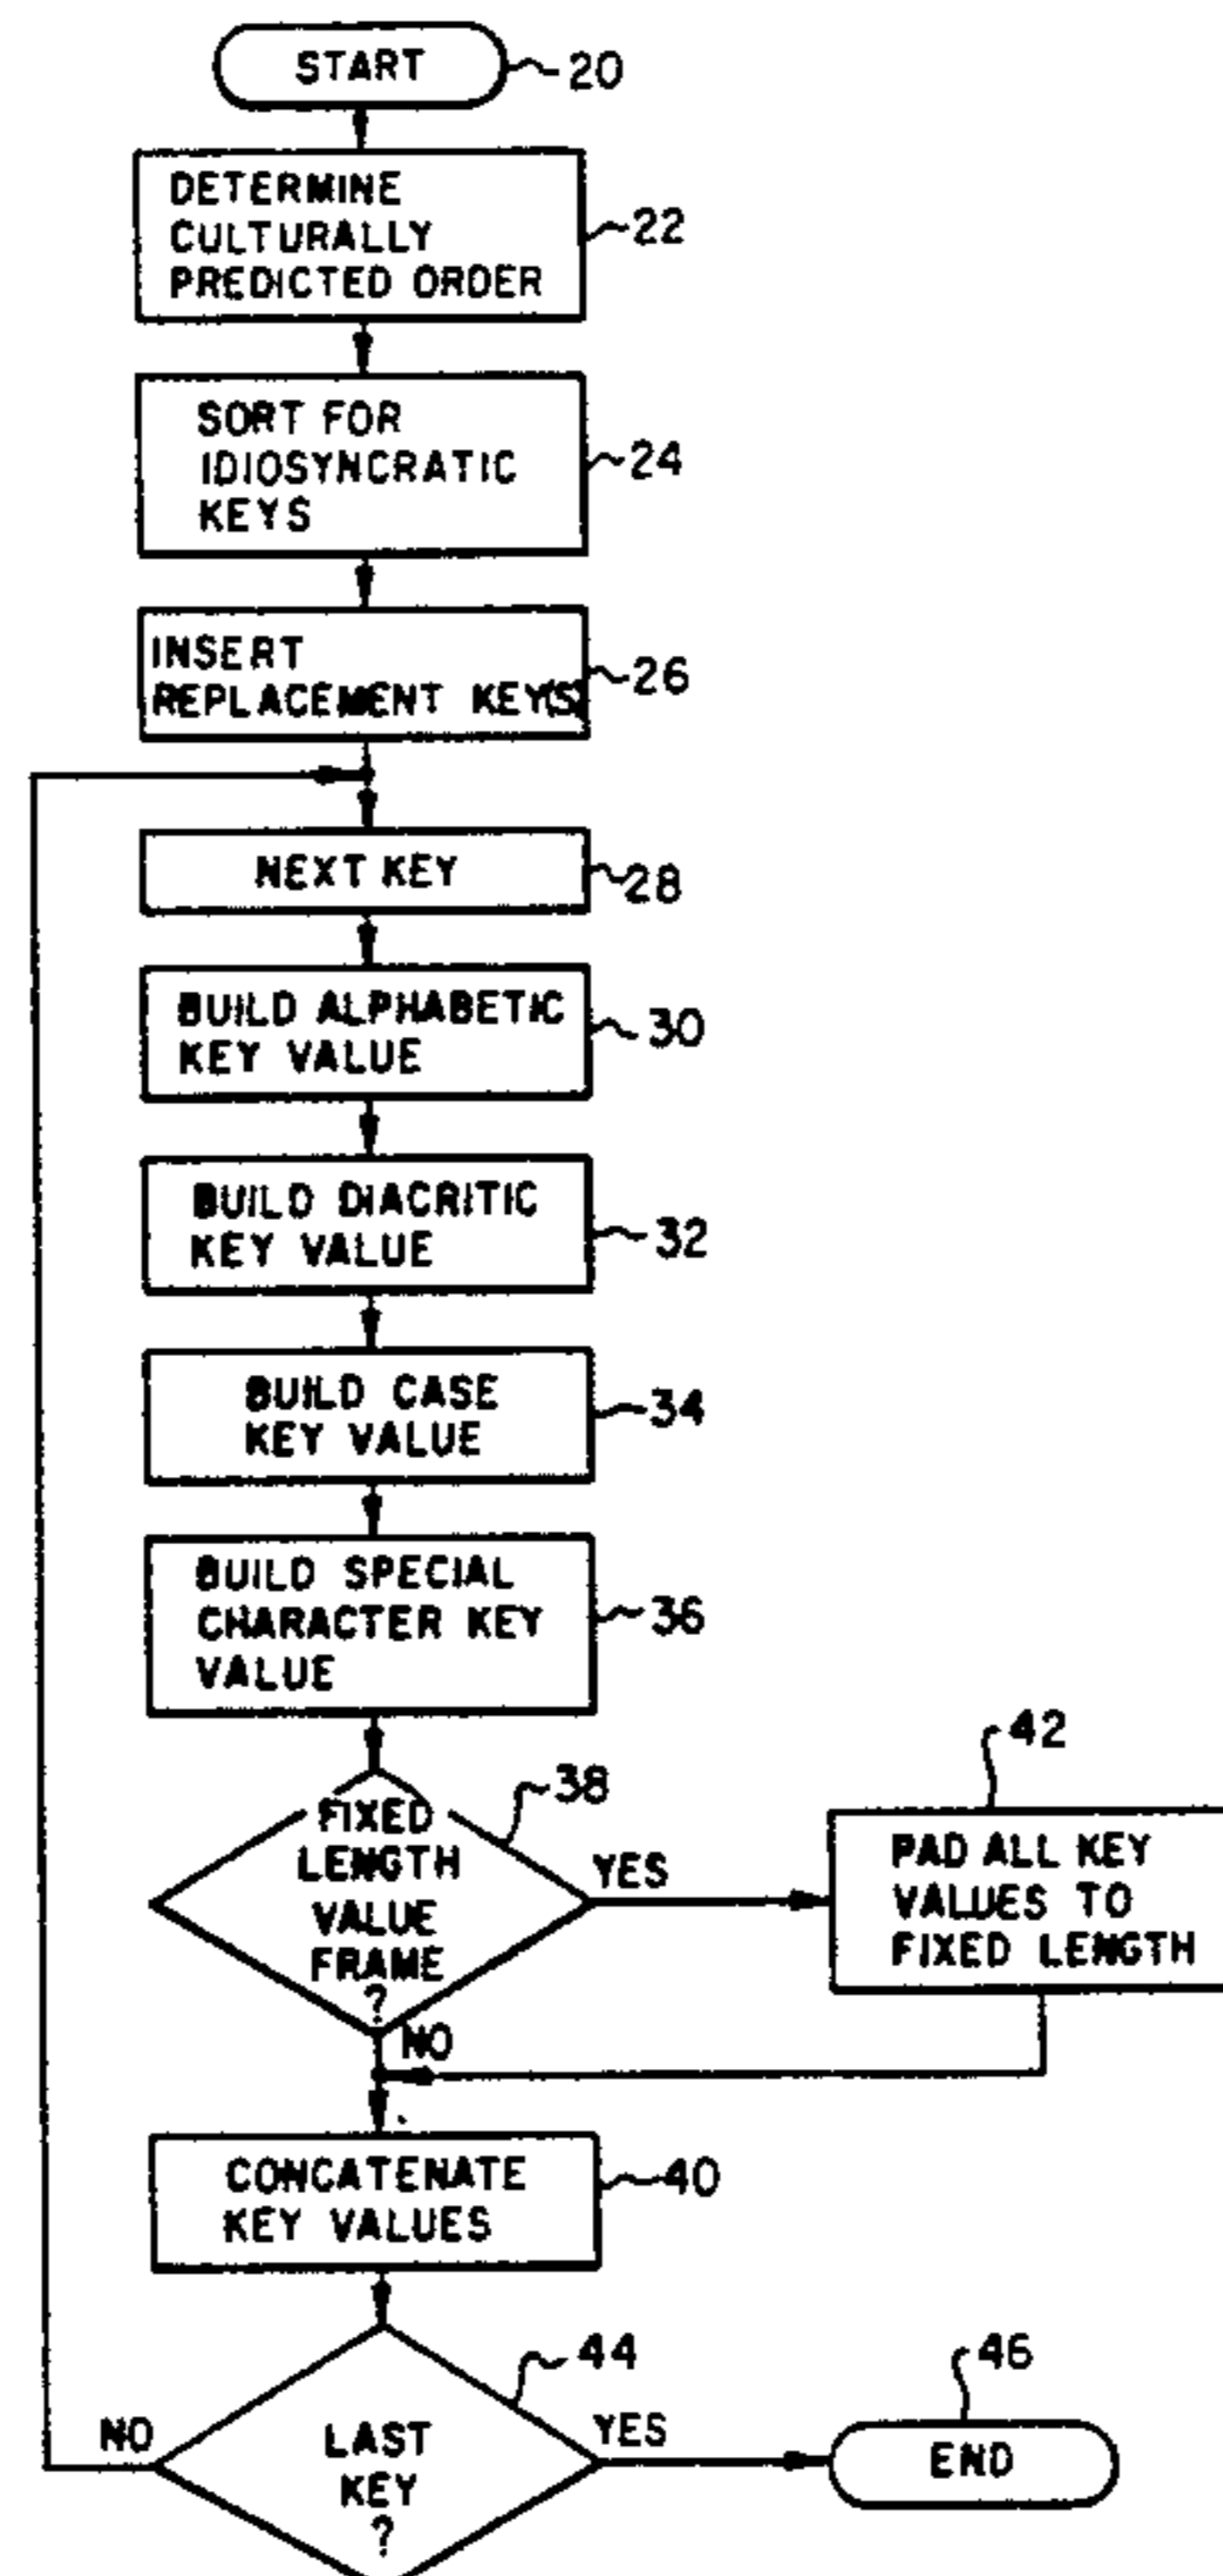 START
20
DETERMINE
CULTURALLY
PREDICTED ORDER
22
SORT FOR
IDIOSYNCRATIC
KEYS
24
INSERT
REPLACEMENT KEY(S)
26
NEXT KEY
28
BUILD ALPHABETIC
KEY VALUE
30
BUILD DIACRITIC
KEY VALUE
32
BUILD CASE
KEY VALUE
34
BUILD SPECIAL
CHARACTER KEY
VALUE
36
FIXED
LENGTH
VALUE
FRAME
?
38
YES
NO
42
PAD ALL KEY
VALUES TO
FIXED LENGTH
CONCATENATE
KEY VALUES
40
LAST
KEY
?
44
NO
YES
46
END